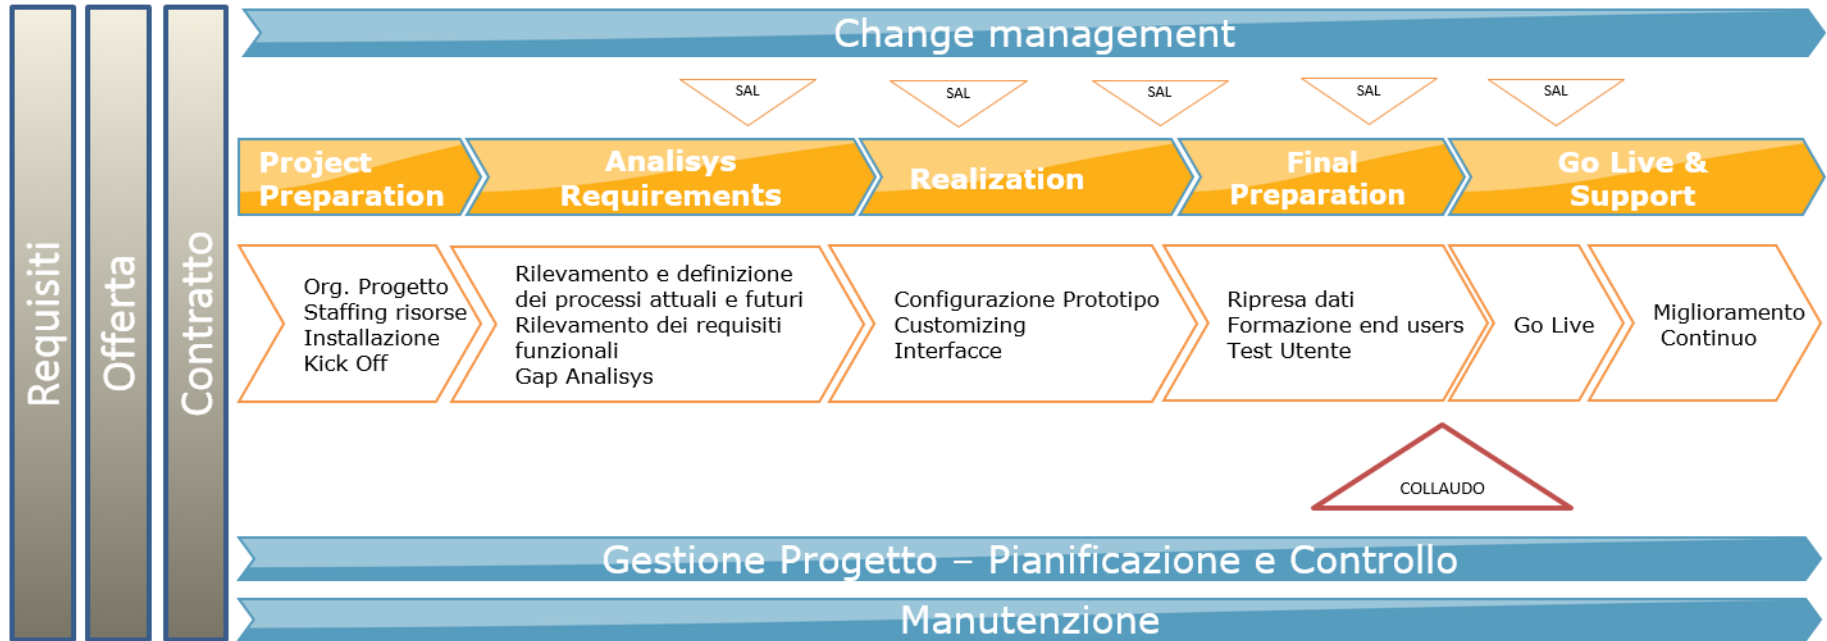 Requisiti
Offerta
Contratto
Change management
SAL
SAL
SAL
SAL
SAL
Project
Preparation
Analisys
Requirements
Realization
Final
Preparation
Go Live &
Support
Org. Progetto
Staffing risorse
Installazione
Kick Off
Rilevamento e definizione
dei processi attuali e futuri
Rilevamento dei requisiti
funzionali
Gap Analisys
Configurazione Prototipo
Customizing
Interfacce
Ripresa dati
Formazione end users
Test Utente
Go Live
Miglioramento
Continuo
COLLAUDO
Gestione Progetto – Pianificazione e Controllo
Manutenzione